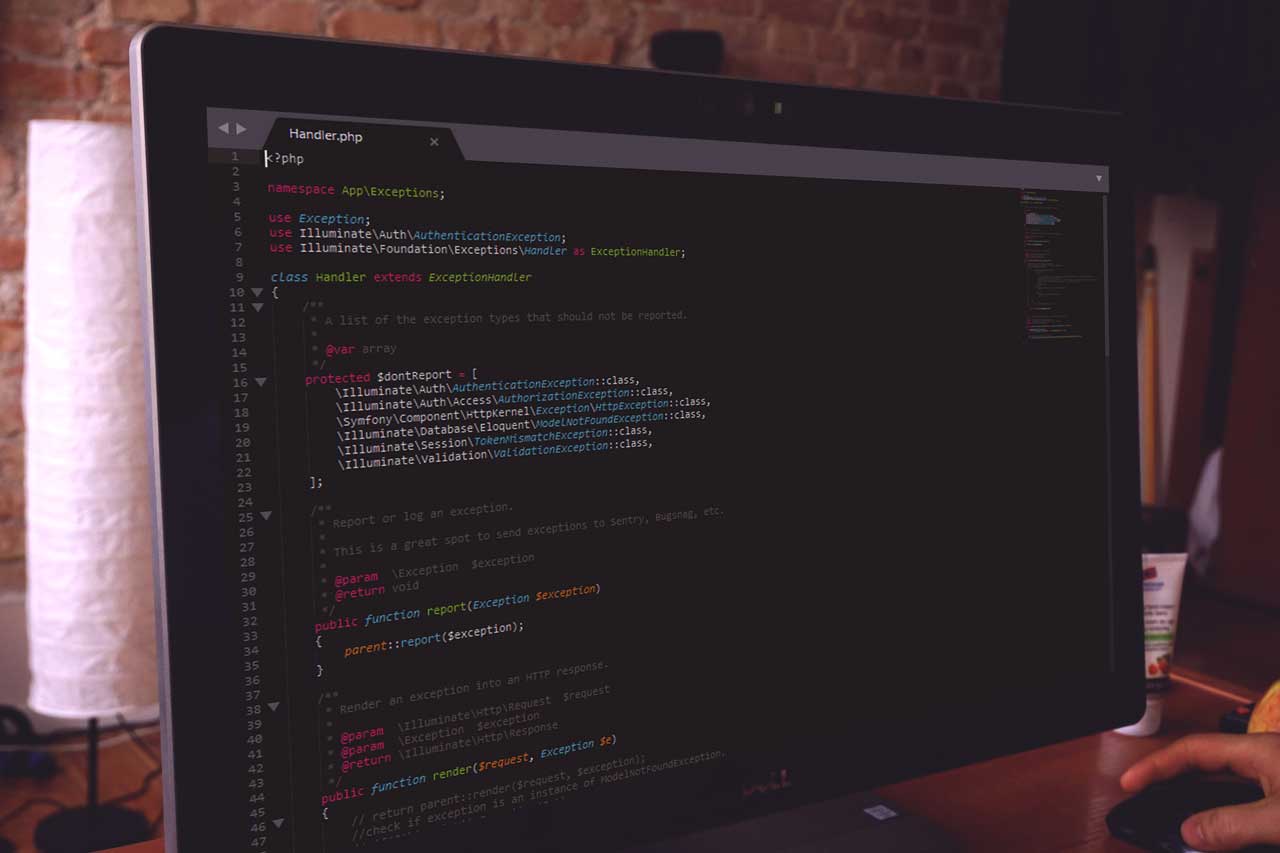 Handler.php
1 <?php
2
3 namespace App\Exceptions;
4
5 use Exception;
6 use Illuminate\Auth\AuthenticationException;
7 use Illuminate\Foundation\Exceptions\Handler as ExceptionHandler;
8
9 class Handler extends ExceptionHandler
10 {
11 /**
12 * A list of the exception types that should not be reported.
13 *
14 * @var array
15 */
16 protected $dontReport = [
17 \Illuminate\Auth\AuthenticationException::class,
18 \Illuminate\Auth\Access\AuthorizationException::class,
19 \Symfony\Component\HttpKernel\Exception\HttpException::class,
20 \Illuminate\Database\Eloquent\ModelNotFoundException::class,
21 \Illuminate\Session\TokenMismatchException::class,
22 \Illuminate\Validation\ValidationException::class,
23 ];
24
25 /**
26 * Report or log an exception.
27 *
28 * This is a great spot to send exceptions to Sentry, Bugsnag, etc.
29 *
30 * @param \Exception $exception
31 * @return void
32 */
33 public function report(Exception $exception)
34 {
35 parent::report($exception);
36 }
37
38 /**
39 * Render an exception into an HTTP response.
40 *
41 * @param \Illuminate\Http\Request $request
42 * @param \Exception $exception
43 * @return \Illuminate\Http\Response
44 */
45 public function render($request, Exception $e)
46 {
47 // return parent::render($request, $exception);
//check if exception is an instance of ModelNotFoundException.